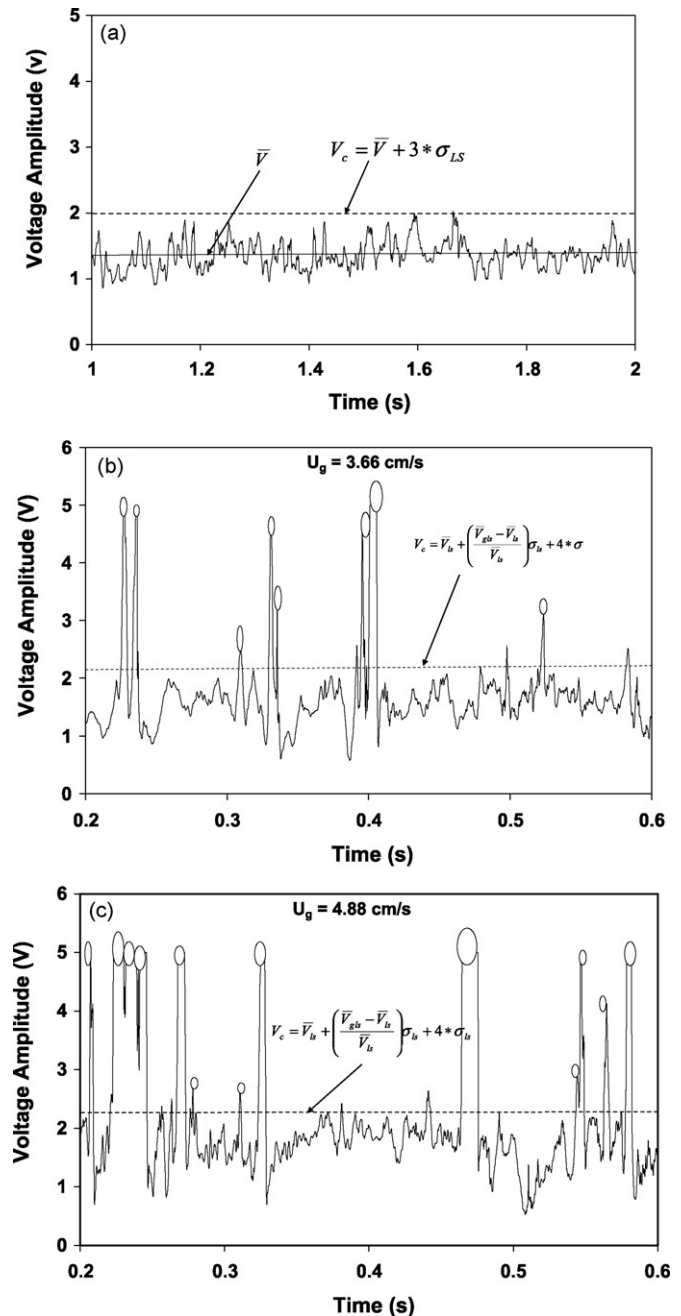 (a)
5
4
3
2
1
0
Voltage Amplitude (v)
V̅
V_c = V̅ + 3 * σ_LS
1
1.2
1.4
1.6
1.8
2
Time (s)
(b)
U_g = 3.66 cm/s
6
5
4
3
2
1
0
Voltage Amplitude (V)
V_c = V̅_ls + ((V̅_gls − V̅_ls) / V̅_ls) σ_ls + 4 * σ
0.2
0.3
0.4
0.5
0.6
Time (s)
(c)
U_g = 4.88 cm/s
6
5
4
3
2
1
0
Voltage Amplitude (V)
V_c = V̅_ls + ((V̅_gls − V̅_ls) / V̅_ls) σ_ls + 4 * σ_ls
0.2
0.3
0.4
0.5
0.6
Time (s)